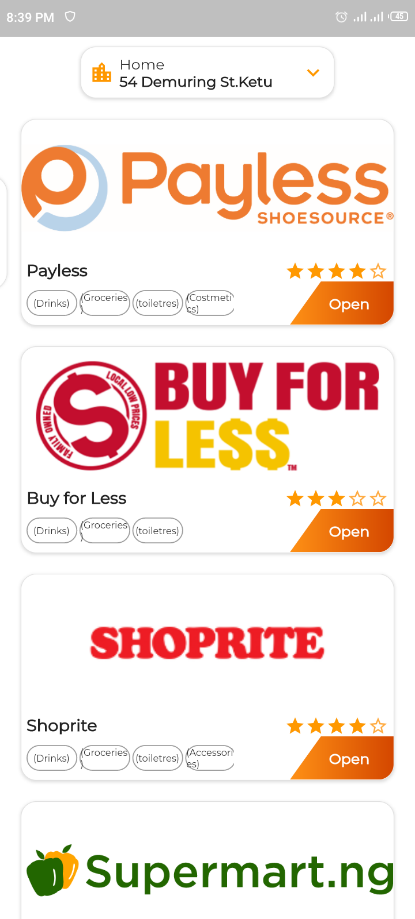 8:39 PM
45
Home
54 Demuring St.Ketu
Payless
SHOESOURCE®
Payless
(Drinks) (Groceries) (toiletres) (Costmetics)
Open
FAMILY OWNED LOCAL LOW PRICES
$
BUY FOR
LESS™
Buy for Less
(Drinks) (Groceries) (toiletres)
Open
SHOPRITE
Shoprite
(Drinks) (Groceries) (toiletres) (Accessories)
Open
Supermart.ng